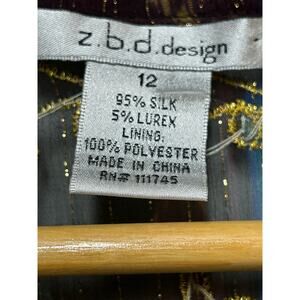 z.b.d.design
12
95% SILK
5% LUREX
LINING:
100% POLYESTER
MADE IN CHINA
RN# 111745